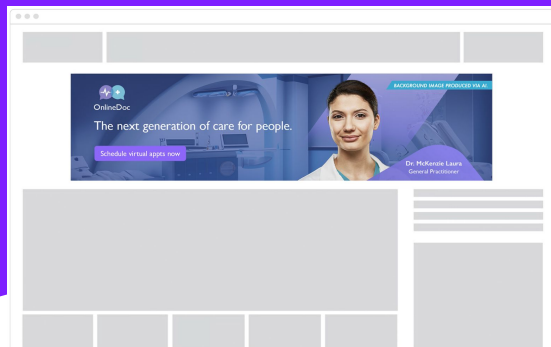 BACKGROUND IMAGE PRODUCED VIA AI.
OnlineDoc
The next generation of care for people.
Schedule virtual appts now
Dr. McKenzie Laura
General Practitioner